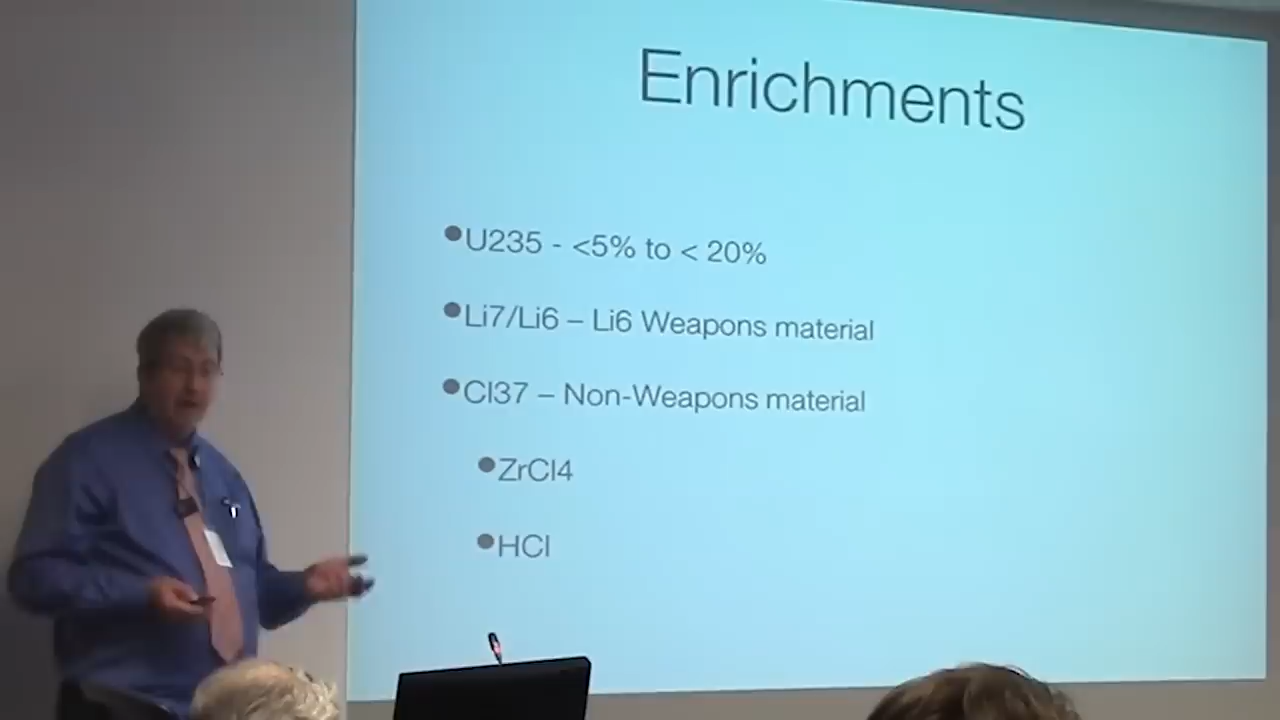 Enrichments
•U235 - <5% to < 20%
•Li7/Li6 – Li6 Weapons material
•Cl37 – Non-Weapons material
•ZrCl4
•HCl